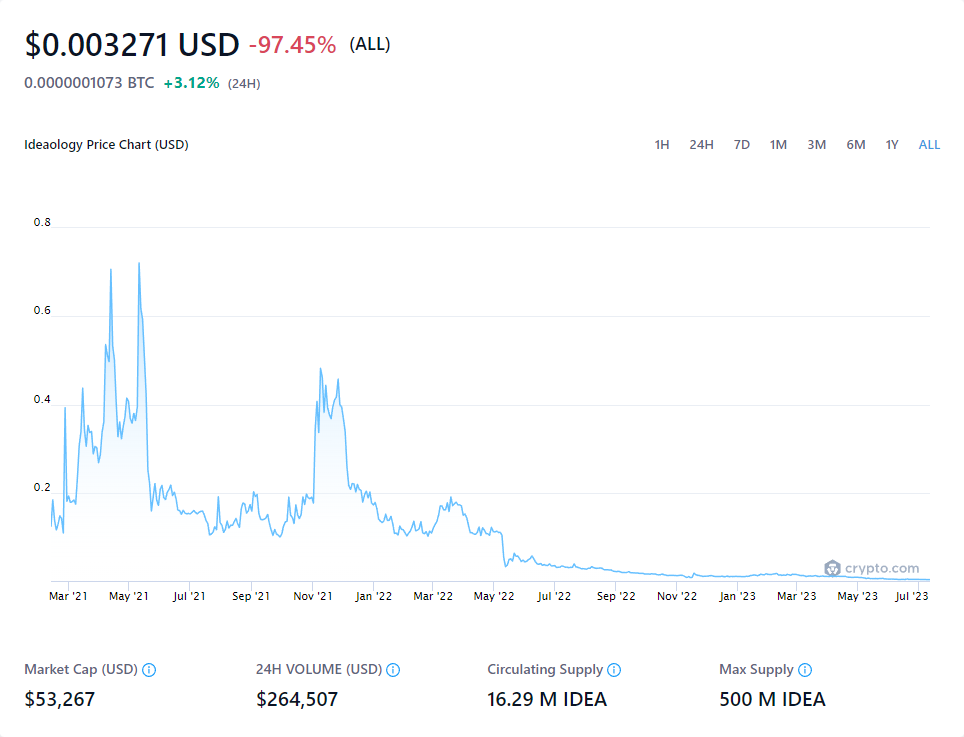 $0.003271 USD -97.45% (ALL)
0.0000001073 BTC +3.12% (24H)
Ideaology Price Chart (USD) 1H 24H 7D 1M 3M 6M 1Y ALL
0.8
0.6
0.4
0.2
crypto.com
Mar '21 May '21 Jul '21 Sep '21 Nov '21 Jan '22 Mar '22 May '22 Jul '22 Sep '22 Nov '22 Jan '23 Mar '23 May '23 Jul '23
Market Cap (USD) 24H VOLUME (USD) Circulating Supply Max Supply
$53,267 $264,507 16.29 M IDEA 500 M IDEA